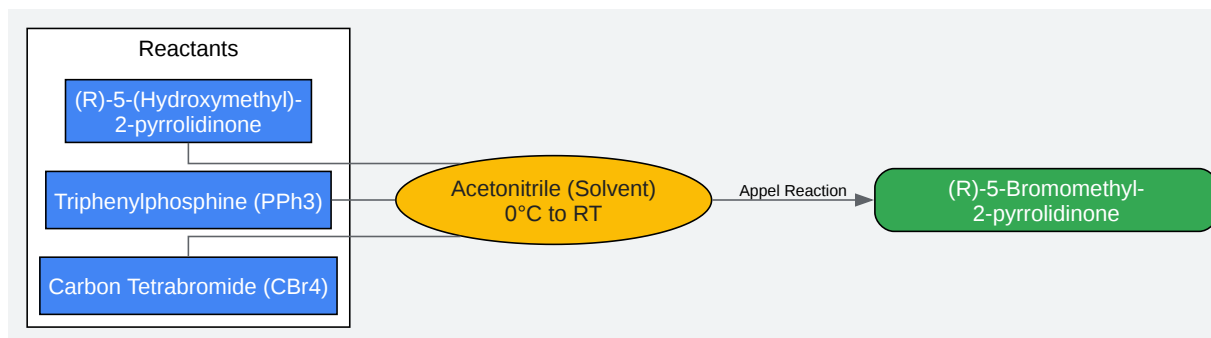 Reactants
(R)-5-(Hydroxymethyl)-
2-pyrrolidinone
Triphenylphosphine (PPh3)
Carbon Tetrabromide (CBr4)
Acetonitrile (Solvent)
0°C to RT
Appel Reaction
(R)-5-Bromomethyl-
2-pyrrolidinone